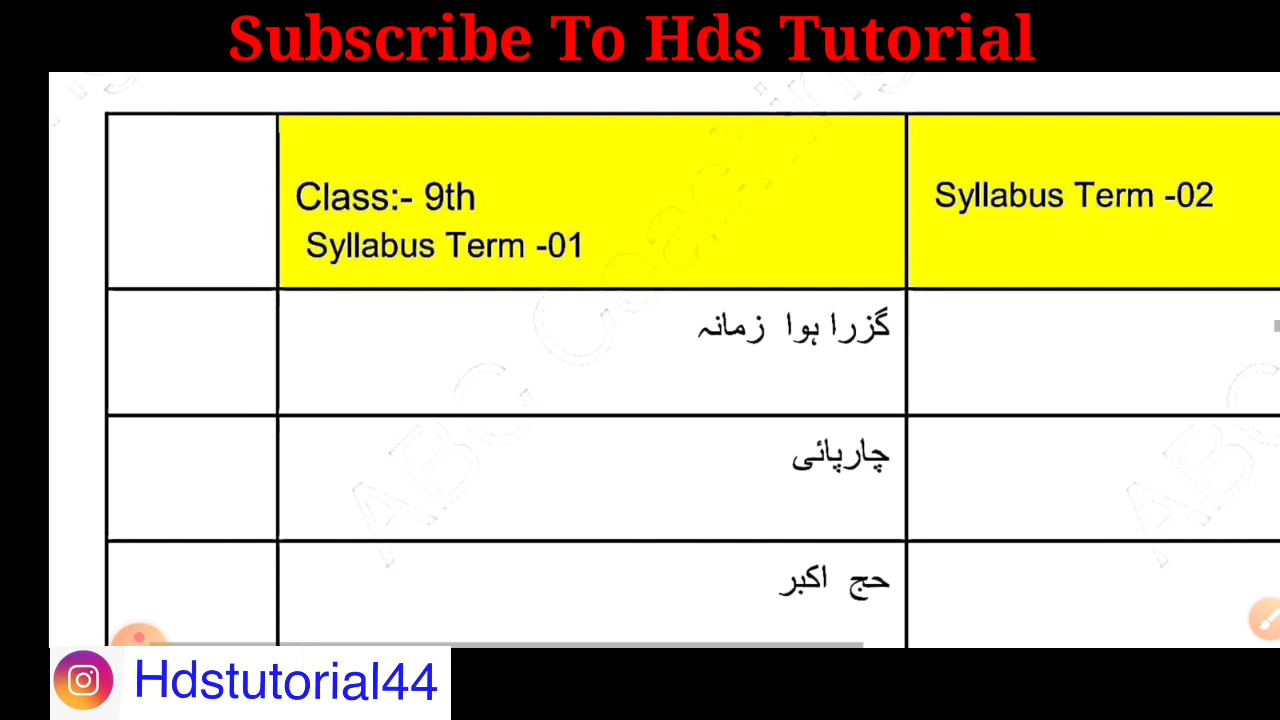 Subscribe To Hds Tutorial
Class:- 9th
Syllabus Term -01
Syllabus Term -02
گزرا ہوا زمانہ
چارپائی
حج اکبر
Hdstutorial44